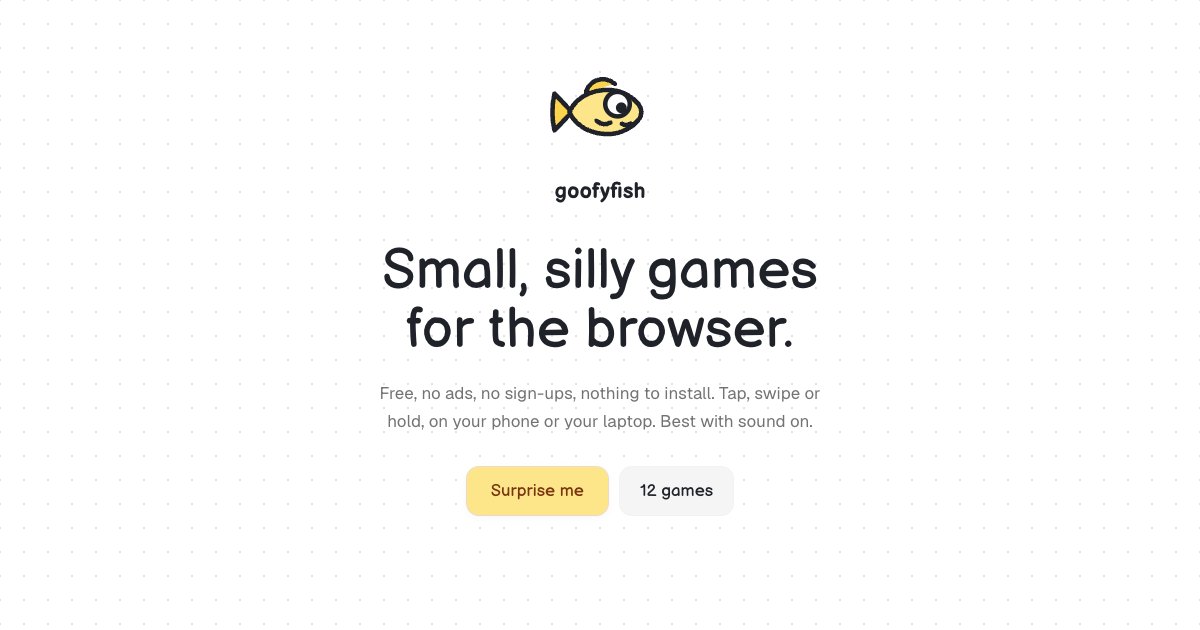 goofyfish
Small, silly games
for the browser.
Free, no ads, no sign-ups, nothing to install. Tap, swipe or
hold, on your phone or your laptop. Best with sound on.
Surprise me
12 games